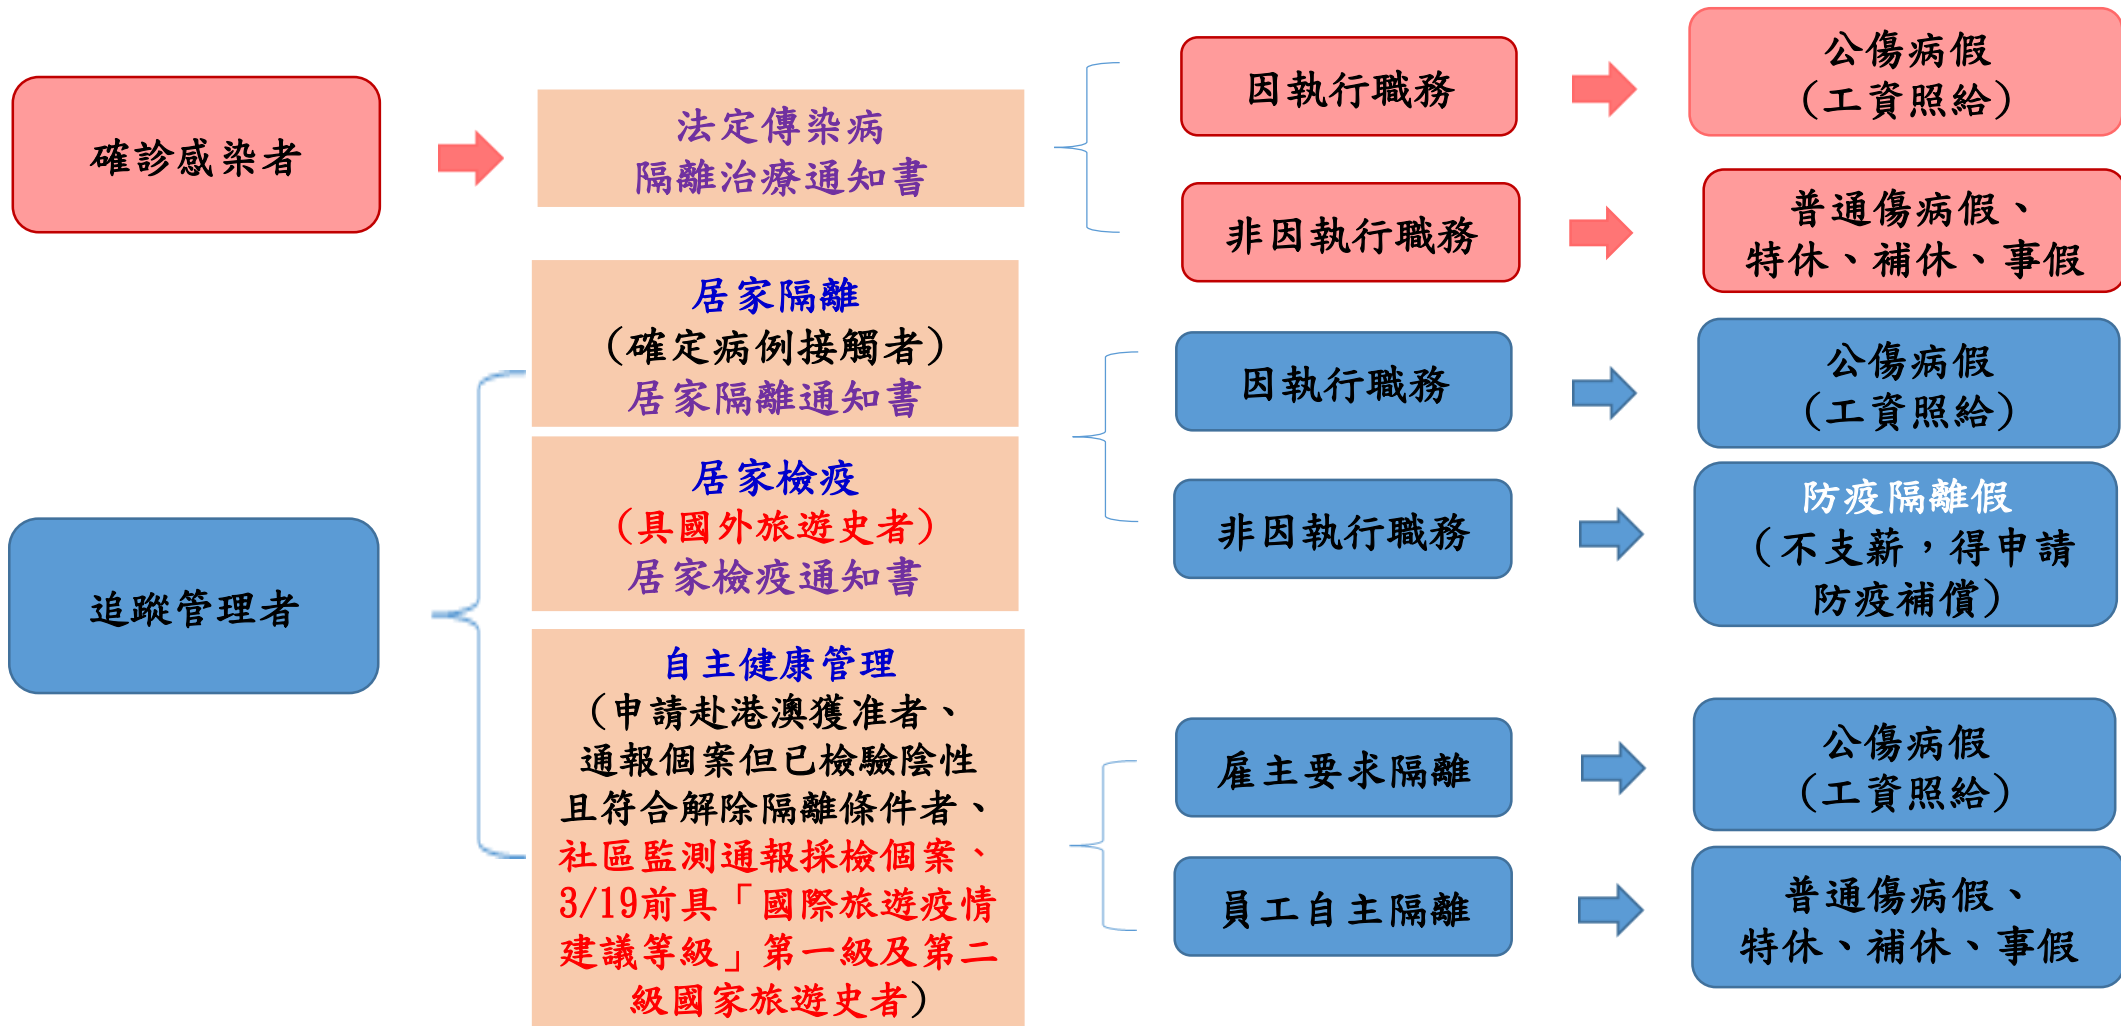 確診感染者
法定傳染病
隔離治療通知書
因執行職務
公傷病假
(工資照給)
非因執行職務
普通傷病假、
特休、補休、事假
追蹤管理者
居家隔離
(確定病例接觸者)
居家隔離通知書
居家檢疫
(具國外旅遊史者)
居家檢疫通知書
因執行職務
公傷病假
(工資照給)
非因執行職務
防疫隔離假
(不支薪，得申請
防疫補償)
自主健康管理
(申請赴港澳獲准者、
通報個案但已檢驗陰性
且符合解除隔離條件者、
社區監測通報採檢個案、
3/19前具「國際旅遊疫情
建議等級」第一級及第二
級國家旅遊史者)
雇主要求隔離
公傷病假
(工資照給)
員工自主隔離
普通傷病假、
特休、補休、事假